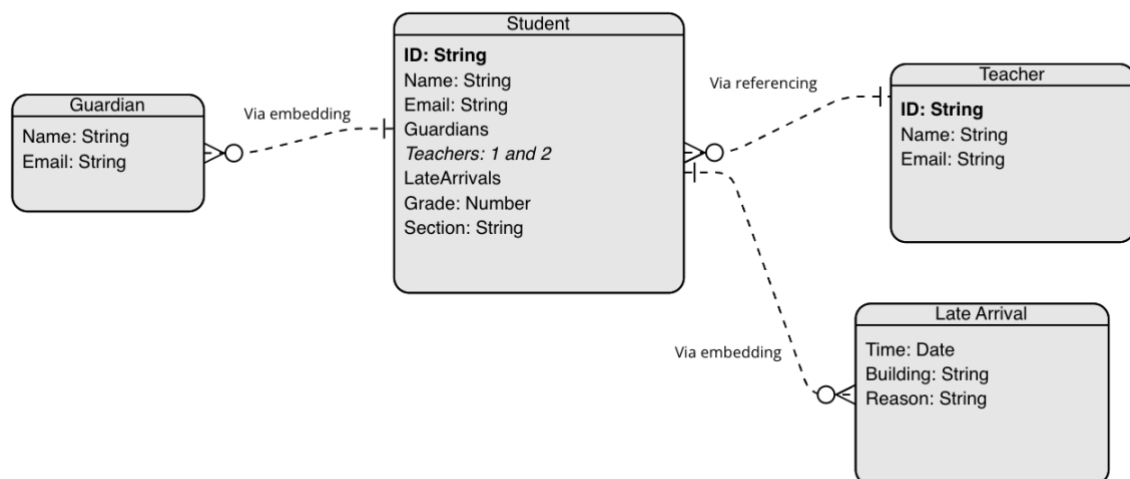 Student
ID: String
Name: String
Email: String
Guardians
Teachers: 1 and 2
LateArrivals
Grade: Number
Section: String
Guardian
Name: String
Email: String
Via embedding
Via referencing
Teacher
ID: String
Name: String
Email: String
Via embedding
Late Arrival
Time: Date
Building: String
Reason: String